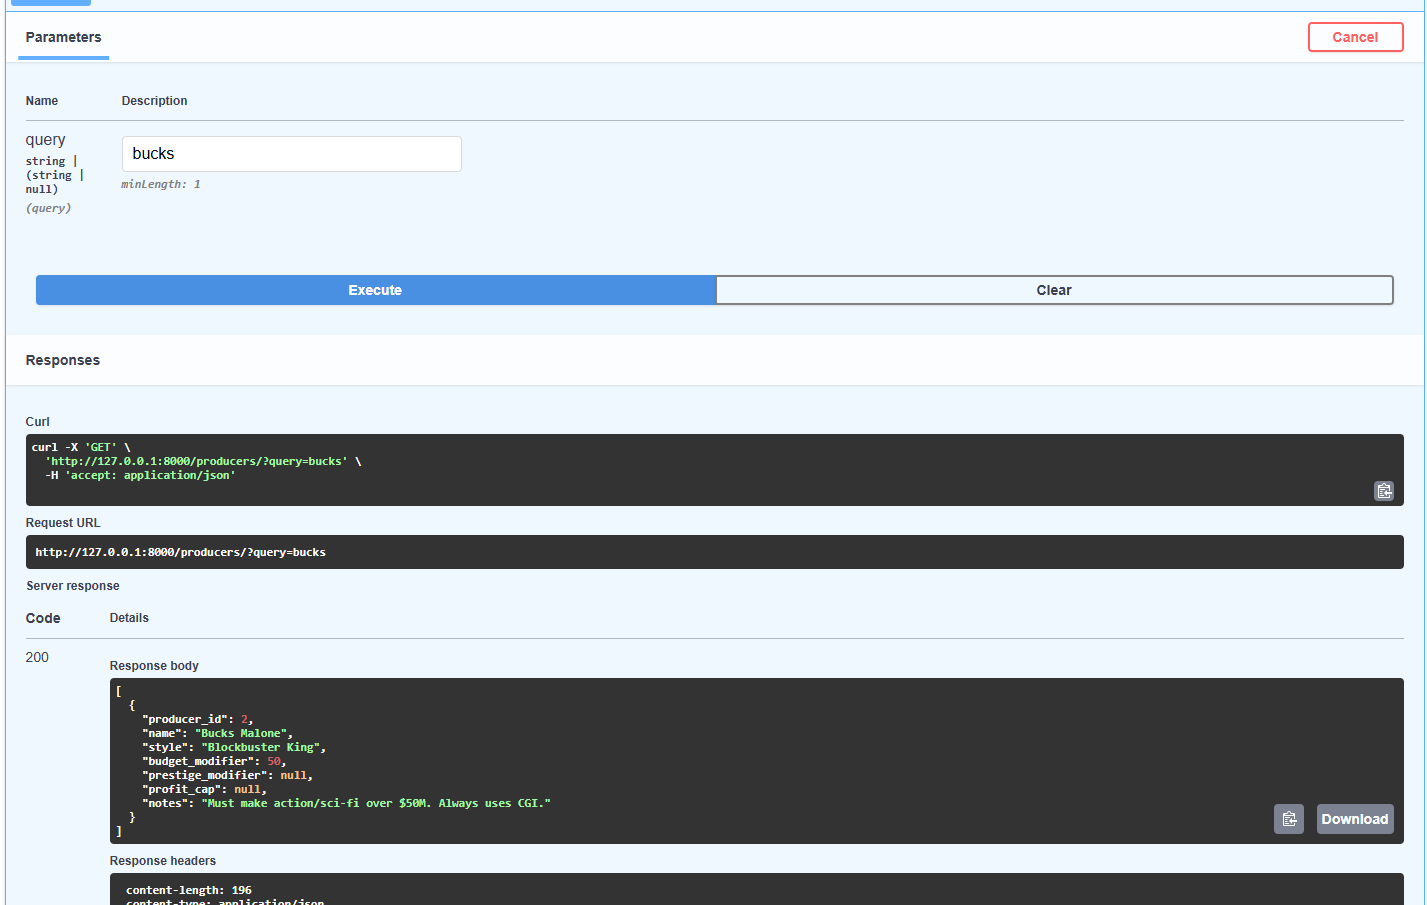 Parameters
Cancel
Name Description
query
string |
(string |
null)
(query)
bucks
minLength: 1
Execute
Clear
Responses
Curl
curl -X 'GET' \
'http://127.0.0.1:8000/producers/?query=bucks' \
-H 'accept: application/json'
Request URL
http://127.0.0.1:8000/producers/?query=bucks
Server response
Code Details
200
Response body
[
{
"producer_id": 2,
"name": "Bucks Malone",
"style": "Blockbuster King",
"budget_modifier": 50,
"prestige_modifier": null,
"profit_cap": null,
"notes": "Must make action/sci-fi over $50M. Always uses CGI."
}
]
Download
Response headers
content-length: 196
content-type: application/json